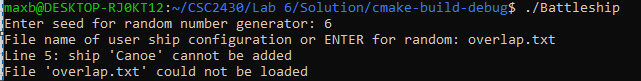 maxb@DESKTOP-RJ0KT12:~/CSC2430/Lab 6/Solution/cmake-build-debug$ ./Battleship
Enter seed for random number generator: 6
File name of user ship configuration or ENTER for random: overlap.txt
Line 5: ship 'Canoe' cannot be added
File 'overlap.txt' could not be loaded